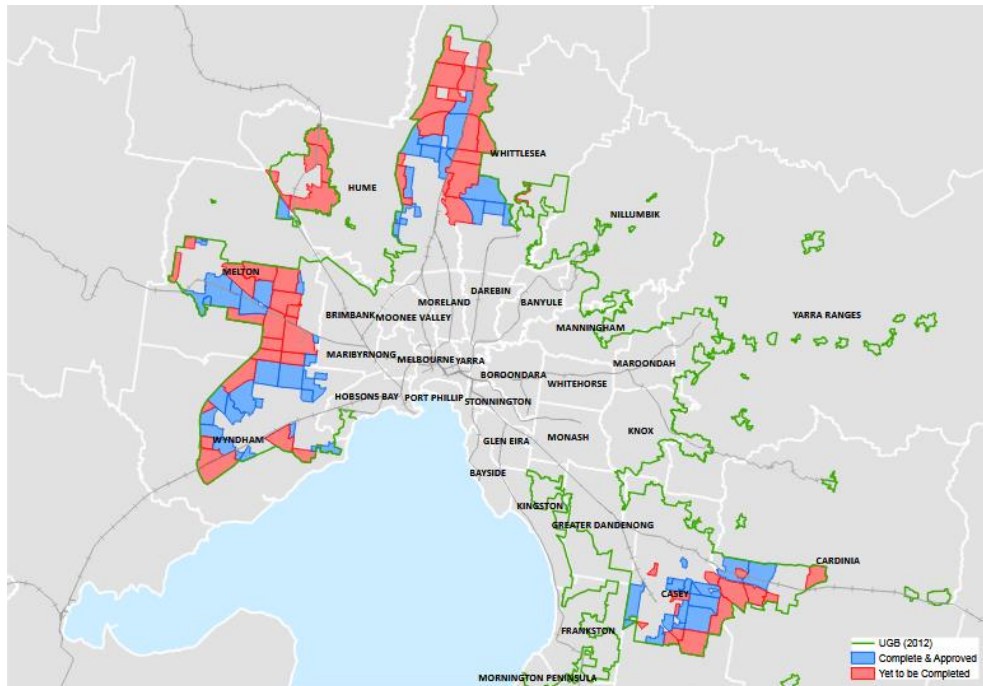 WHITTLESEA
HUME
NILLUMBIK
MELTON
DAREBIN
MORELAND
BANYULE
BRIMBANK
MOONEE VALLEY
YARRA RANGES
MANNINGHAM
MARIBYRNONG
MELBOURNE
YARRA
MAROONDAH
BOROONDARA
WHITEHORSE
HOBSONS BAY
PORT PHILLIP
STONNINGTON
KNOX
WYNDHAM
GLEN EIRA
MONASH
BAYSIDE
KINGSTON
GREATER DANDENONG
CARDINIA
CASEY
FRANKSTON
MORNINGTON PENINSULA
UGB (2012)
Complete & Approved
Yet to be Completed